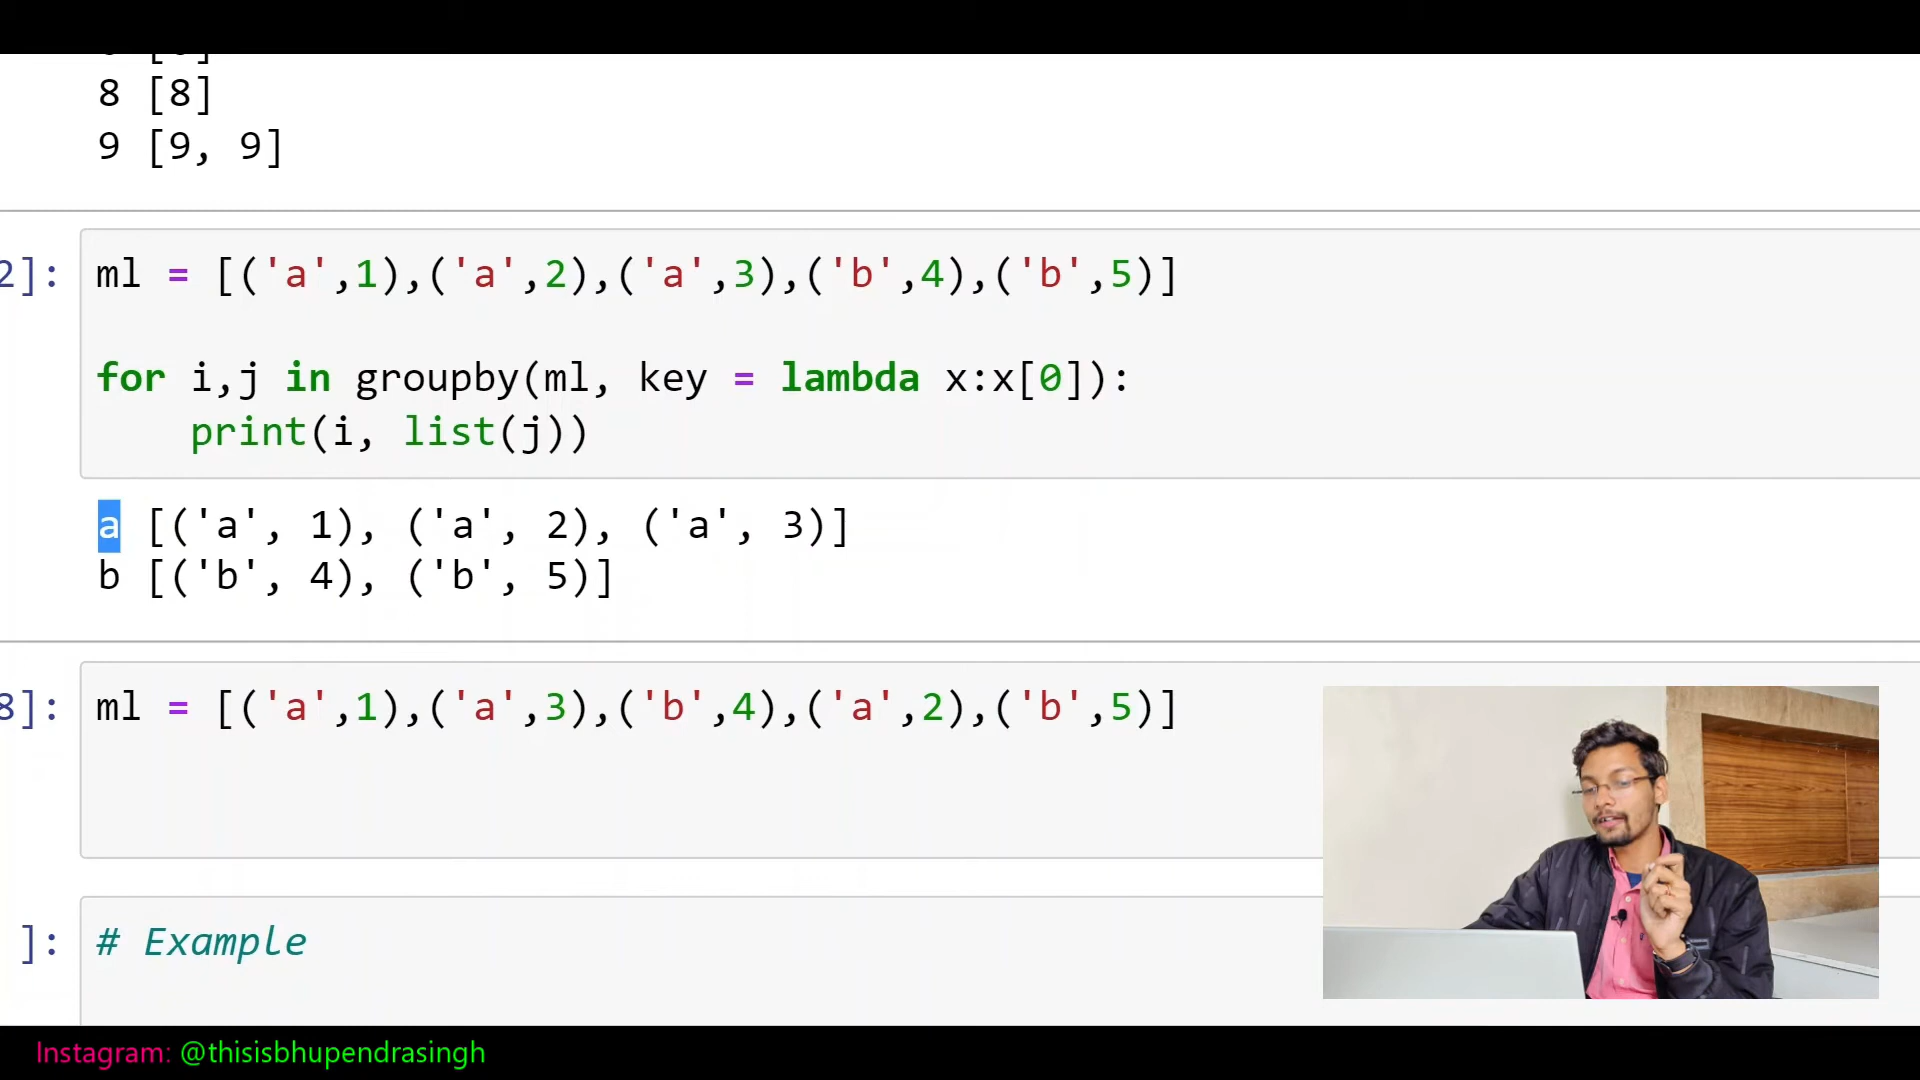 8 [8]
9 [9, 9]
2]: ml = [('a',1),('a',2),('a',3),('b',4),('b',5)]
for i,j in groupby(ml, key = lambda x:x[0]):
print(i, list(j))
a [('a', 1), ('a', 2), ('a', 3)]
b [('b', 4), ('b', 5)]
8]: ml = [('a',1),('a',3),('b',4),('a',2),('b',5)]
]: # Example
Instagram: @thisisbhupendrasingh